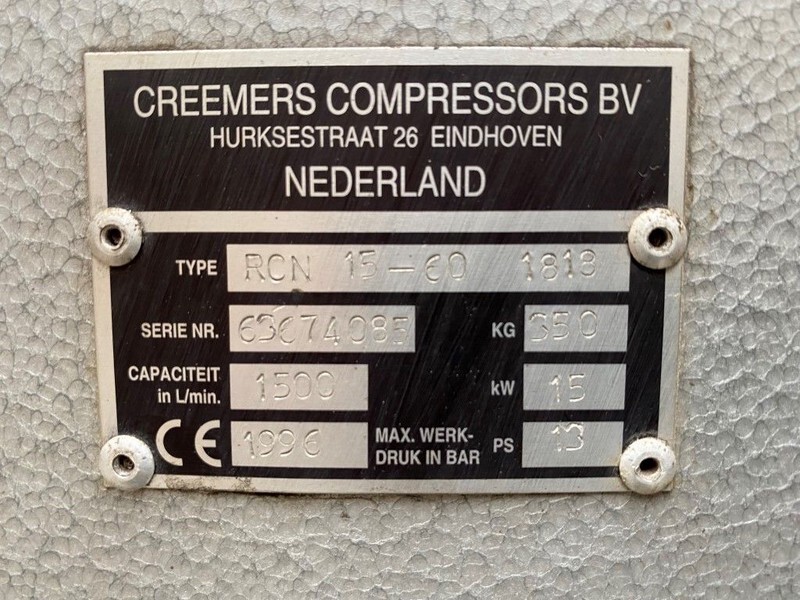 CREEMERS COMPRESSORS BV
HURKSESTRAAT 26 EINDHOVEN
NEDERLAND
TYPE RCN 15-60 1818
SERIE NR. 63674085 KG 350
CAPACITEIT in L/min. 1500 kW 15
CE 1996 MAX. WERK-DRUK IN BAR PS 13